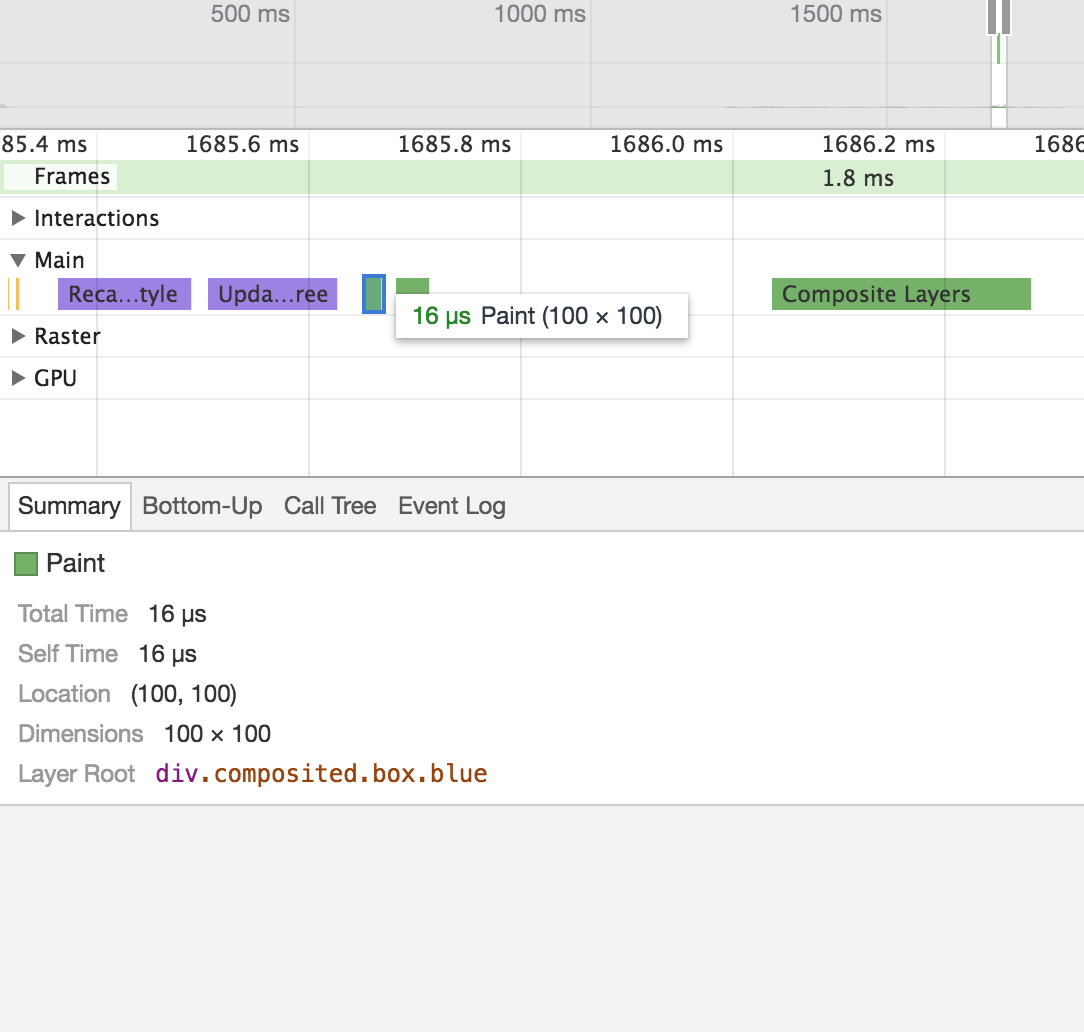 500 ms 1000 ms 1500 ms
85.4 ms 1685.6 ms 1685.8 ms 1686.0 ms 1686.2 ms 1686
Frames 1.8 ms
Interactions
Main
Reca...tyle Upda...ree Composite Layers
16 μs Paint (100 × 100)
Raster
GPU
Summary Bottom-Up Call Tree Event Log
Paint
Total Time 16 μs
Self Time 16 μs
Location (100, 100)
Dimensions 100 × 100
Layer Root div.composited.box.blue